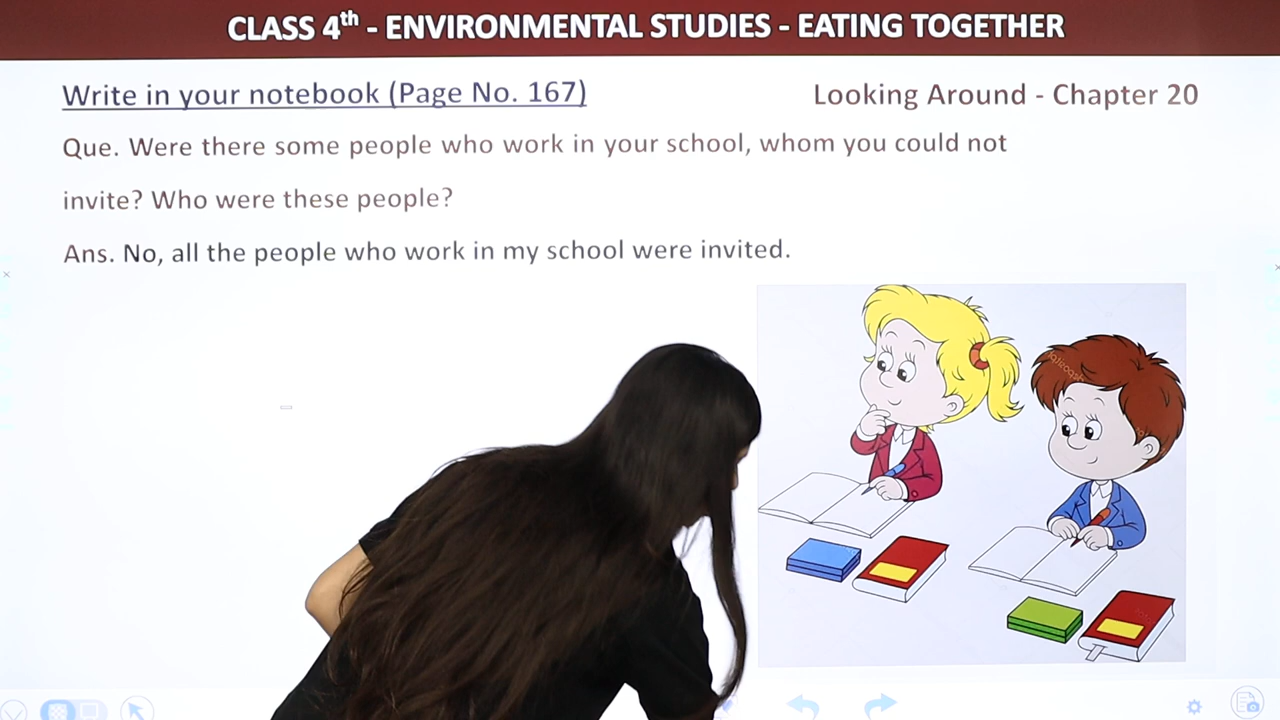 CLASS 4th - ENVIRONMENTAL STUDIES - EATING TOGETHER
Write in your notebook (Page No. 167)
Looking Around - Chapter 20
Que. Were there some people who work in your school, whom you could not
invite? Who were these people?
Ans. No, all the people who work in my school were invited.